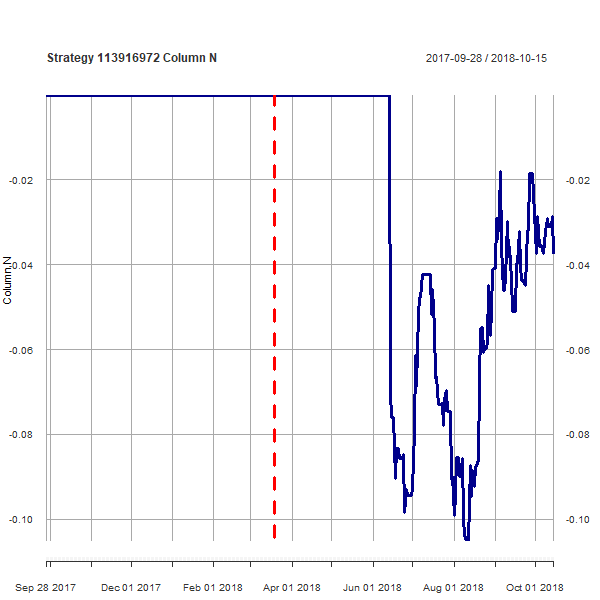 Strategy 113916972 Column N
2017-09-28 / 2018-10-15
-0.02
-0.02
-0.04
-0.04
Column.N
-0.06
-0.06
-0.08
-0.08
-0.10
-0.10
Sep 28 2017
Dec 01 2017
Feb 01 2018
Apr 01 2018
Jun 01 2018
Aug 01 2018
Oct 01 2018